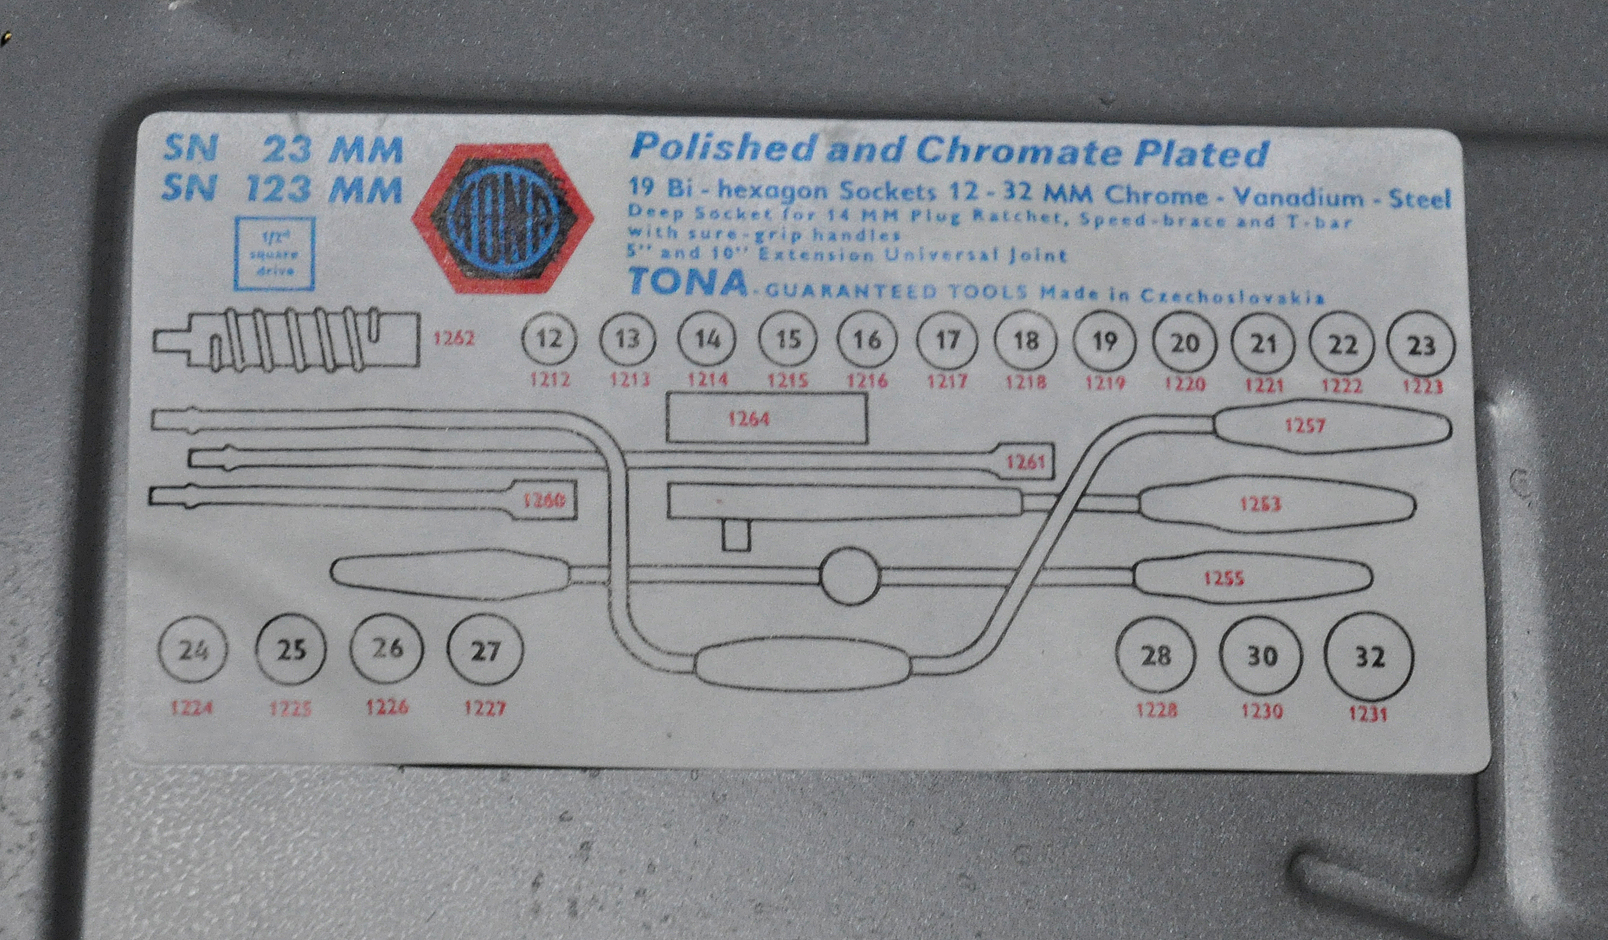 SN 23 MM
SN 123 MM
1/2"
square
drive
TONA
Polished and Chromate Plated
19 Bi - hexagon Sockets 12 - 32 MM Chrome - Vanadium - Steel
Deep Socket for 14 MM Plug Ratchet, Speed-brace and T-bar
with sure-grip handles
5" and 10" Extension Universal Joint
TONA - GUARANTEED TOOLS Made in Czechoslovakia
1262
12 13 14 15 16 17 18 19 20 21 22 23
1212 1213 1214 1215 1216 1217 1218 1219 1220 1221 1222 1223
1264
1257
1261
1260
1253
1255
24 25 26 27 28 30 32
1224 1225 1226 1227 1228 1230 1231